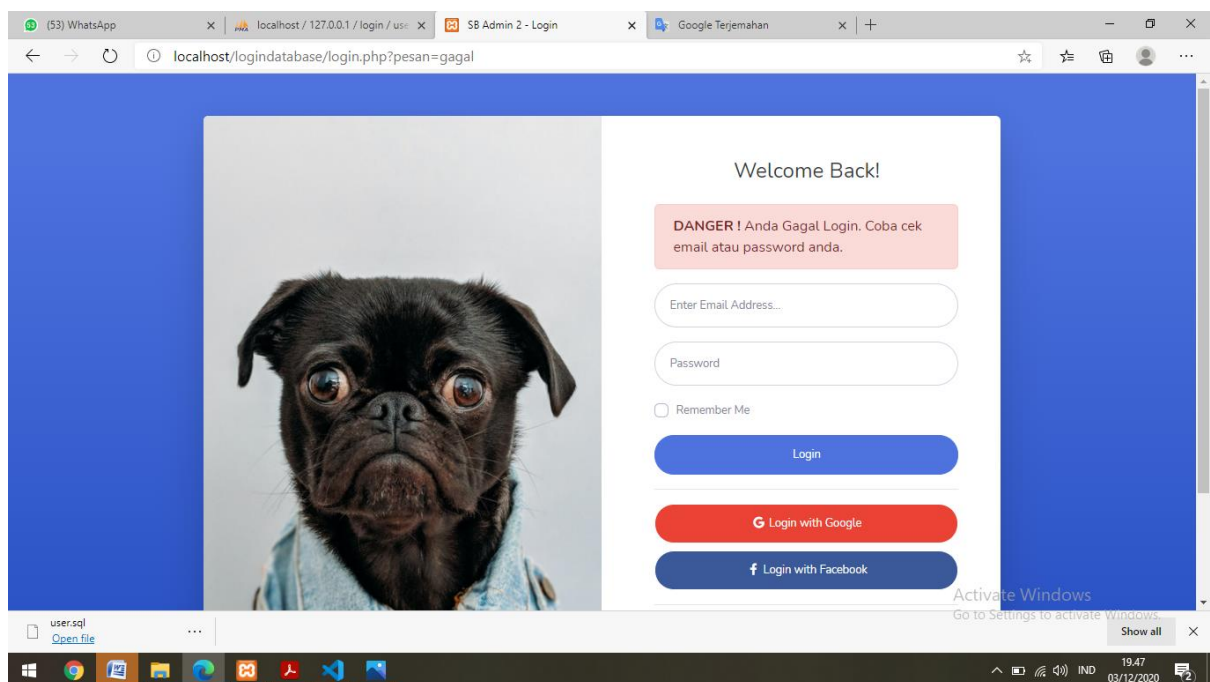 (53) WhatsApp
localhost / 127.0.0.1 / login / use
SB Admin 2 - Login
Google Terjemahan
localhost/logindatabase/login.php?pesan=gagal
Welcome Back!
DANGER ! Anda Gagal Login. Coba cek
email atau password anda.
Enter Email Address...
Password
Remember Me
Login
G Login with Google
f Login with Facebook
Activate Windows
Go to Settings to activate Windows.
user.sql
Open file
Show all
IND
19.47
03/12/2020
2